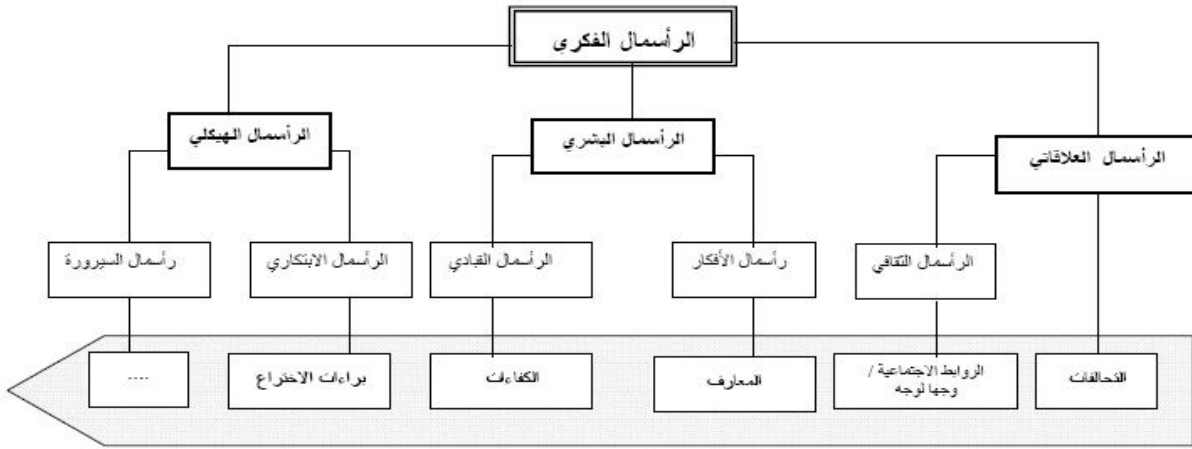 الرأسمال الفكري
الرأسمال العلاقاتي
الرأسمال البشري
الرأسمال الهيكلي
الرأسمال الثقافي
رأسمال الأفكار
الرأسمال القيادي
الرأسمال الابتكاري
رأسمال السيرورة
التحالفات
الروابط الاجتماعية /
وجها لوجه
المعارف
الكفاءات
براءات الاختراع
....